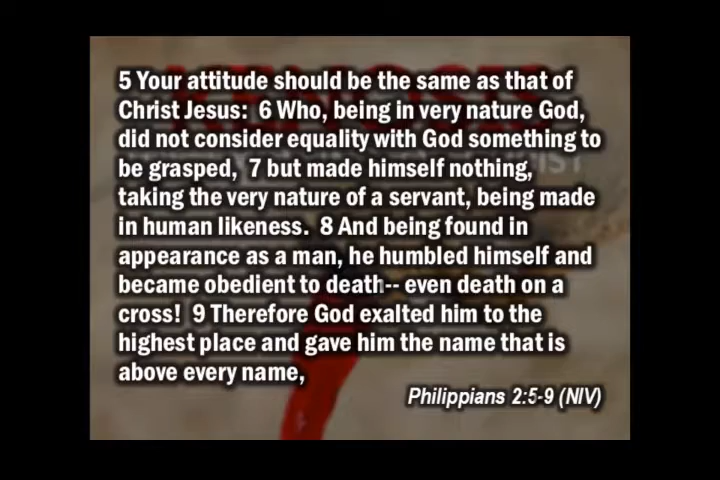 5 Your attitude should be the same as that of
Christ Jesus: 6 Who, being in very nature God,
did not consider equality with God something to
be grasped, 7 but made himself nothing,
taking the very nature of a servant, being made
in human likeness. 8 And being found in
appearance as a man, he humbled himself and
became obedient to death-- even death on a
cross! 9 Therefore God exalted him to the
highest place and gave him the name that is
above every name,
Philippians 2:5-9 (NIV)